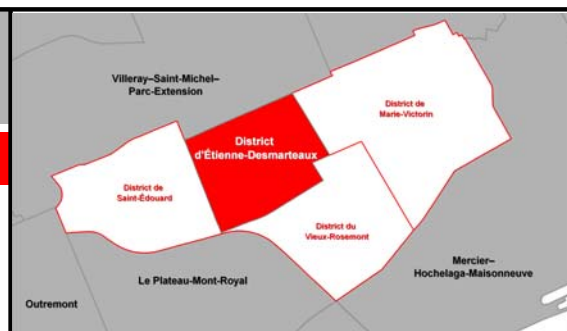 Villeray–Saint-Michel–
Parc-Extension
District de
Marie-Victorin
District
d'Étienne-Desmarteaux
District de
Saint-Édouard
District du
Vieux-Rosemont
Mercier–
Hochelaga-Maisonneuve
Le Plateau-Mont-Royal
Outremont